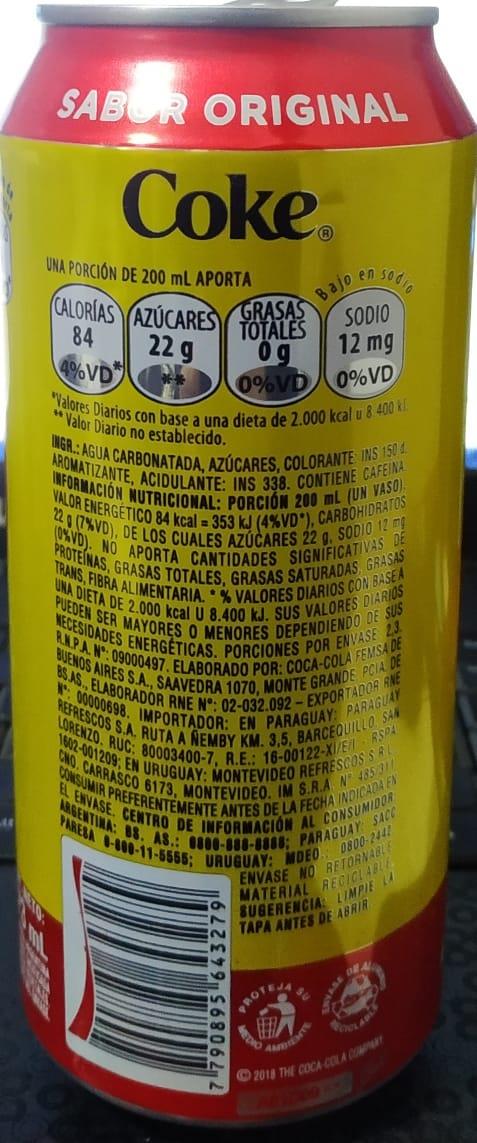 SABOR ORIGINAL
Coke®
UNA PORCIÓN DE 200 mL APORTA
Bajo en sodio
CALORÍAS
84
4%VD*
AZÚCARES
22 g
**
GRASAS
TOTALES
0 g
0%VD
SODIO
12 mg
0%VD
*Valores Diarios con base a una dieta de 2.000 kcal u 8.400 kJ.
** Valor Diario no establecido.
INGR.: AGUA CARBONATADA, AZÚCARES, COLORANTE: INS 150 d.
AROMATIZANTE, ACIDULANTE: INS 338. CONTIENE CAFEÍNA.
INFORMACIÓN NUTRICIONAL: PORCIÓN 200 mL (UN VASO).
VALOR ENERGÉTICO 84 kcal = 353 kJ (4%VD*), CARBOHIDRATOS
22 g (7%VD), DE LOS CUALES AZÚCARES 22 g. SODIO 12 mg
(0%VD). NO APORTA CANTIDADES SIGNIFICATIVAS DE
PROTEÍNAS, GRASAS TOTALES, GRASAS SATURADAS, GRASAS
TRANS, FIBRA ALIMENTARIA. * % VALORES DIARIOS CON BASE A
UNA DIETA DE 2.000 kcal U 8.400 kJ. SUS VALORES DIARIOS
PUEDEN SER MAYORES O MENORES DEPENDIENDO DE SUS
NECESIDADES ENERGÉTICAS. PORCIONES POR ENVASE: 2,3.
R.N.P.A. Nº: 09000497. ELABORADO POR: COCA-COLA FEMSA DE
BUENOS AIRES S.A., SAAVEDRA 1070, MONTE GRANDE, PCIA. DE
BS.AS., ELABORADOR RNE Nº: 02-032.092 – EXPORTADOR RNE
Nº: 00000698. IMPORTADOR: EN PARAGUAY: PARAGUAY
REFRESCOS S.A. RUTA A ÑEMBY KM. 3,5, BARCEQUILLO, SAN
LORENZO. RUC: 80003400-7, R.E.: 16-00122-XI/E/I - RSPA
1602-001209; EN URUGUAY: MONTEVIDEO REFRESCOS S.R.L.
CNO. CARRASCO 6173, MONTEVIDEO. IM S.R.A. Nº 485/311
CONSUMIR PREFERENTEMENTE ANTES DE LA FECHA INDICADA EN
EL ENVASE. CENTRO DE INFORMACIÓN AL CONSUMIDOR
ARGENTINA: BS. AS.: 0800-888-8888; PARAGUAY: SACC
PARESA 0-800-11-5555; URUGUAY: MDEO.: 0800-2442
ENVASE NO RETORNABLE
MATERIAL RECICLABLE
SUGERENCIA: LIMPIE LA
TAPA ANTES DE ABRIR
NETO:
mL
7 790895 643279
PROTEJA SU
MEDIO AMBIENTE
ENVASE DE ALUMINIO
RECICLABLE
© 2018 THE COCA-COLA COMPANY